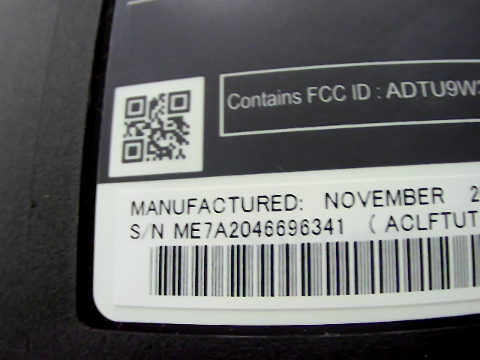 Contains FCC ID : ADTU9W
MANUFACTURED: NOVEMBER 2
S/N ME7A2046696341 ( ACLFTUT